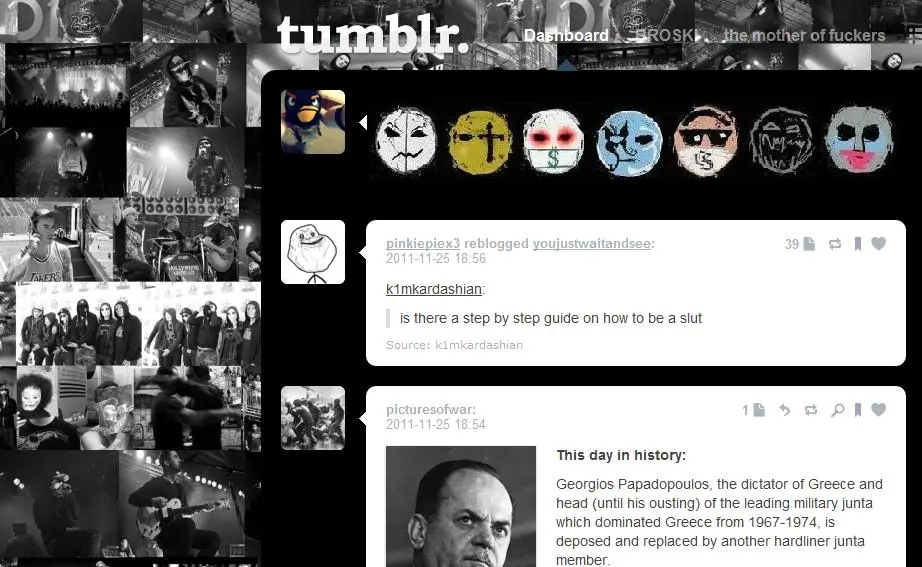 tumblr.
Dashboard BROSKI. the mother of fuckers
$
pinkiepiex3 reblogged youjustwaitandsee:
39
2011-11-25 18:56
k1mkardashian:
is there a step by step guide on how to be a slut
Source: k1mkardashian
picturesofwar:
1
2011-11-25 18:54
This day in history:
Georgios Papadopoulos, the dictator of Greece and
head (until his ousting) of the leading military junta
which dominated Greece from 1967-1974, is
deposed and replaced by another hardliner junta
member.
LAKERS
HOLLYWOOD
UNDEAD